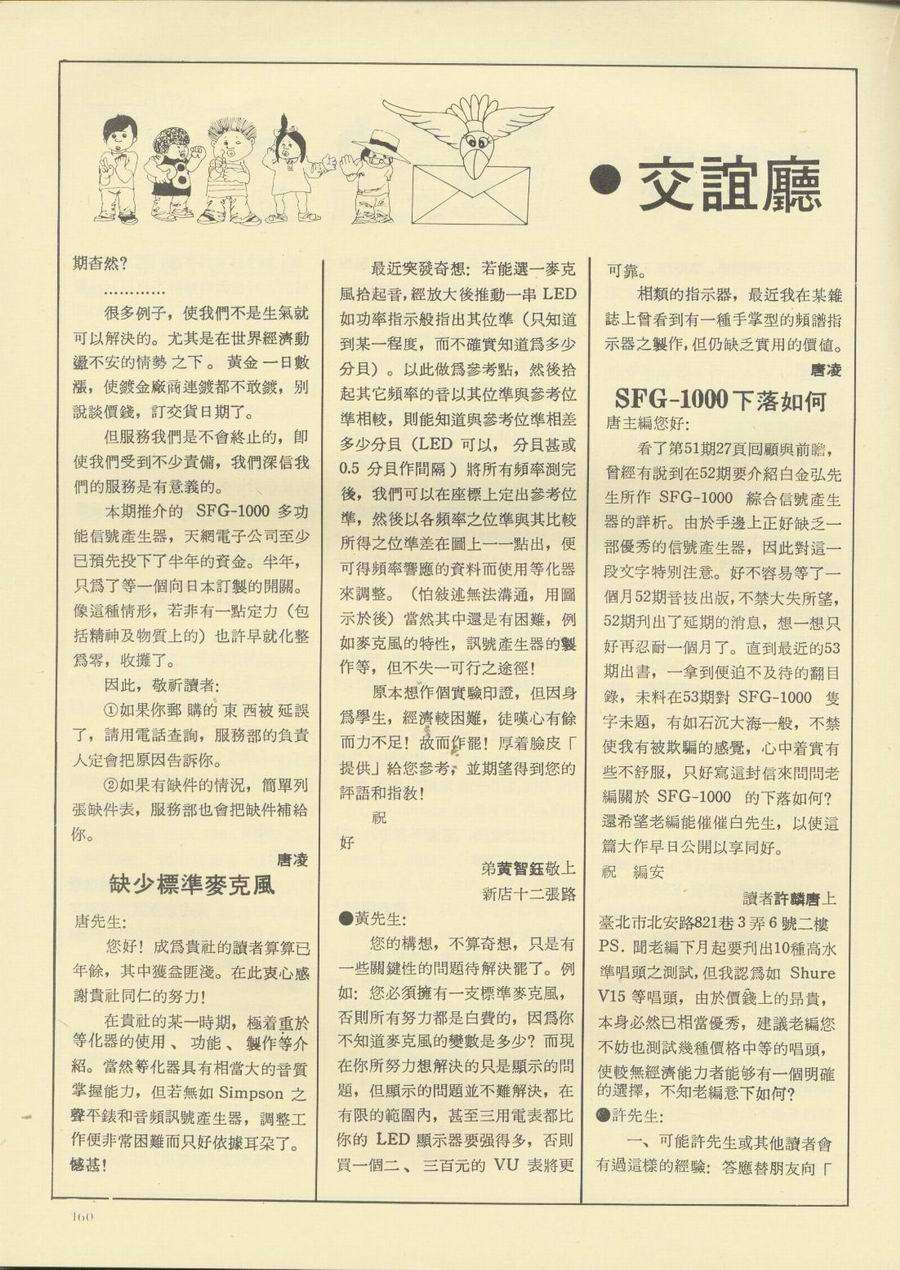 ●交誼廳
期杳然?
…………
很多例子，使我們不是生氣就
可以解決的。尤其是在世界經濟動
盪不安的情勢之下。黃金一日數
漲，使鍍金廠商連鍍都不敢鍍，別
說談價錢，訂交貨日期了。
但服務我們是不會終止的，卽
使我們受到不少責備，我們深信我
們的服務是有意義的。
本期推介的 SFG-1000 多功
能信號產生器，天網電子公司至少
已預先投下了半年的資金。半年，
只爲了等一個向日本訂製的開關。
像這種情形，若非有一點定力（包
括精神及物質上的）也許早就化整
爲零，收攤了。
因此，敬祈讀者:
①如果你郵購的東西被延誤
了，請用電話查詢，服務部的負責
人定會把原因告訴你。
②如果有缺件的情況，簡單列
張缺件表，服務部也會把缺件補給
你。
唐凌
缺少標準麥克風
唐先生:
您好！成爲貴社的讀者算算已
年餘，其中獲益匪淺。在此衷心感
謝貴社同仁的努力！
在貴社的某一時期，極着重於
等化器的使用、功能、製作等介
紹。當然等化器具有相當大的音質
掌握能力，但若無如 Simpson 之
聲平錶和音頻訊號產生器，調整工
作便非常困難而只好依據耳朶了。
憾甚！
最近突發奇想: 若能選一麥克
風拾起音,經放大後推動一串 LED
如功率指示般指出其位準（只知道
到某一程度，而不確實知道爲多少
分貝）。以此做爲參考點，然後拾
起其它頻率的音以其位準與參考位
準相較，則能知道與參考位準相差
多少分貝（LED 可以，分貝甚或
0.5 分貝作間隔）將所有頻率測完
後，我們可以在座標上定出參考位
準，然後以各頻率之位準與其比較
所得之位準差在圖上一一點出，便
可得頻率響應的資料而使用等化器
來調整。（怕敍述無法溝通，用圖
示於後）當然其中還是有困難，例
如麥克風的特性，訊號產生器的製
作等，但不失一可行之途徑！
原本想作個實驗印證，但因身
爲學生，經濟較困難，徒嘆心有餘
而力不足！故而作罷！厚着臉皮「
提供」給您參考，並期望得到您的
評語和指敎！
祝
好
弟黃智鈺敬上
新店十二張路
●黃先生:
您的構想，不算奇想，只是有
一些關鍵性的問題待解決罷了。例
如: 您必須擁有一支標準麥克風，
否則所有努力都是白費的，因爲你
不知道麥克風的變數是多少？而現
在你所努力想解決的只是顯示的問
題，但顯示的問題並不難解決，在
有限的範圍內，甚至三用電表都比
你的 LED 顯示器要强得多，否則
買一個二、三百元的 VU 表將更
可靠。
相類的指示器，最近我在某雜
誌上曾看到有一種手掌型的頻譜指
示器之製作,但仍缺乏實用的價値。
唐凌
SFG-1000下落如何
唐主編您好:
看了第51期27頁囘顧與前瞻，
曾經有說到在52期要介紹白金弘先
生所作 SFG-1000 綜合信號產生
器的詳析。由於手邊上正好缺乏一
部優秀的信號產生器，因此對這一
段文字特別注意。好不容易等了一
個月52期音技出版,不禁大失所望，
52期刋出了延期的消息，想一想只
好再忍耐一個月了。直到最近的53
期出書，一拿到便迫不及待的翻目
錄，未料在53期對 SFG-1000 隻
字未題，有如石沉大海一般，不禁
使我有被欺騙的感覺，心中着實有
些不舒服，只好寫這封信來問問老
編關於 SFG-1000 的下落如何?
還希望老編能催催白先生，以使這
篇大作早日公開以享同好。
祝 編安
讀者許麟唐上
臺北市北安路821巷3弄6號二樓
PS. 聞老編下月起要刋出10種高水
準唱頭之測試,但我認爲如 Shure
V15 等唱頭，由於價錢上的昂貴，
本身必然已相當優秀，建議老編您
不妨也測試幾種價格中等的唱頭，
使較無經濟能力者能够有一個明確
的選擇，不知老編意下如何?
●許先生:
一、可能許先生或其他讀者會
有過這樣的經驗: 答應替朋友向「
160